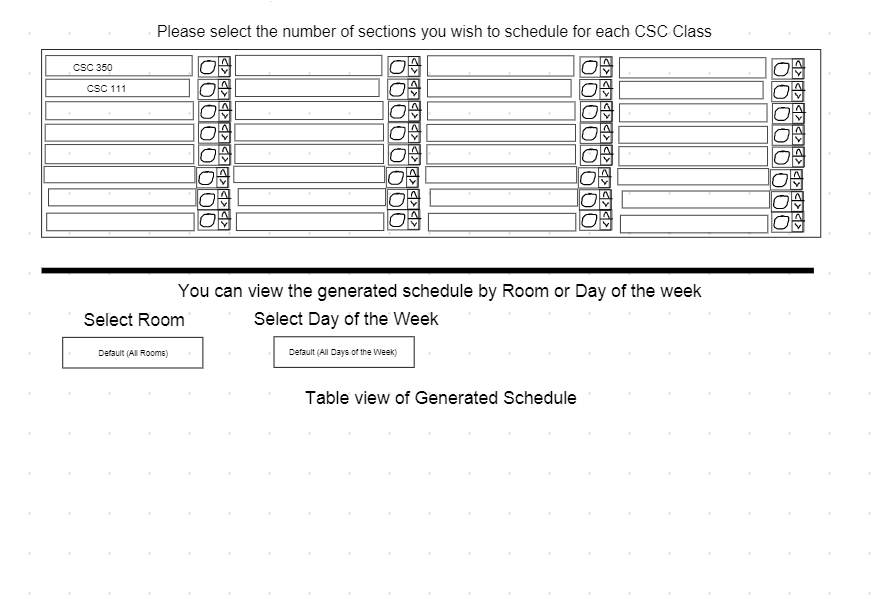 Please select the number of sections you wish to schedule for each CSC Class
CSC 350
CSC 111
You can view the generated schedule by Room or Day of the week
Select Room
Select Day of the Week
Default (All Rooms)
Default (All Days of the Week)
Table view of Generated Schedule